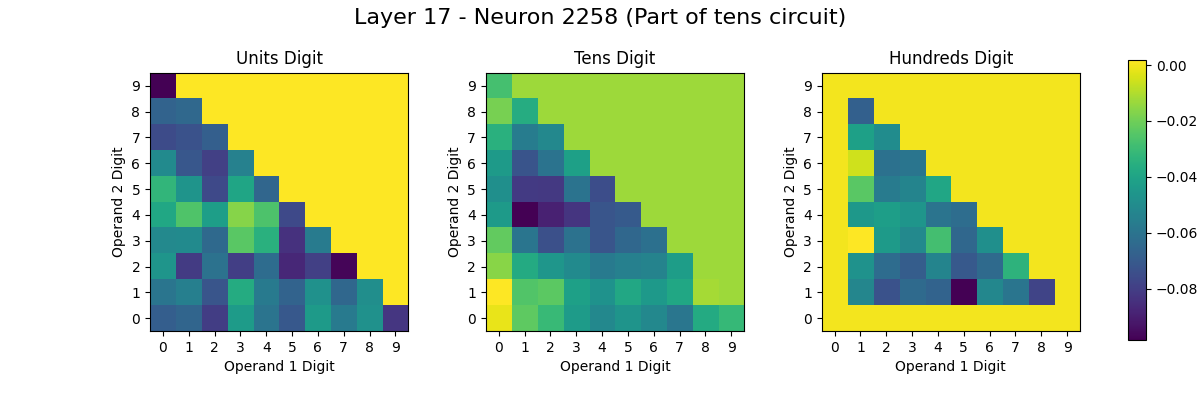 Layer 17 - Neuron 2258 (Part of tens circuit)
Units Digit
Operand 2 Digit
9
8
7
6
5
4
3
2
1
0
0 1 2 3 4 5 6 7 8 9
Operand 1 Digit
Tens Digit
Operand 2 Digit
9
8
7
6
5
4
3
2
1
0
0 1 2 3 4 5 6 7 8 9
Operand 1 Digit
Hundreds Digit
Operand 2 Digit
9
8
7
6
5
4
3
2
1
0
0 1 2 3 4 5 6 7 8 9
Operand 1 Digit
0.00
−0.02
−0.04
−0.06
−0.08